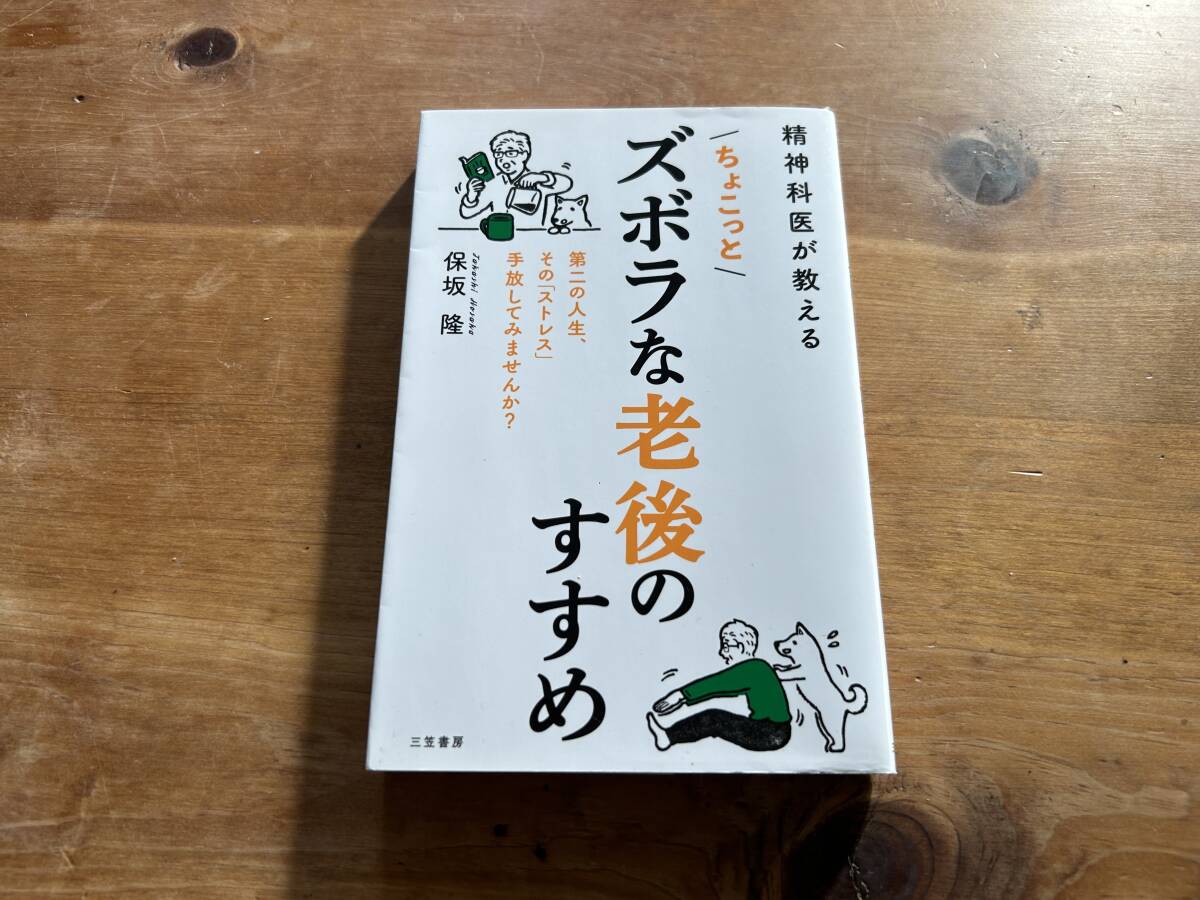 精神科医が教える
ちょこっと
ズボラな老後の
すすめ
第二の人生、
その「ストレス」
手放してみませんか?
保坂 隆
Takashi Hosaka
三笠書房